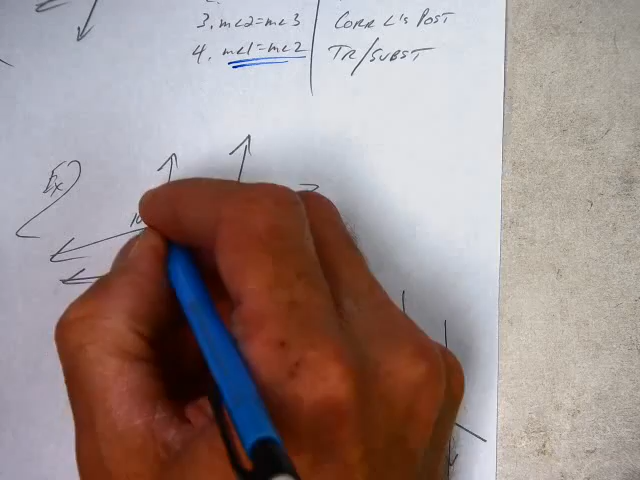 3. m∠2=m∠3 CORR ∠'s POST
4. m∠1=m∠2 TR/SUBST
Ex)